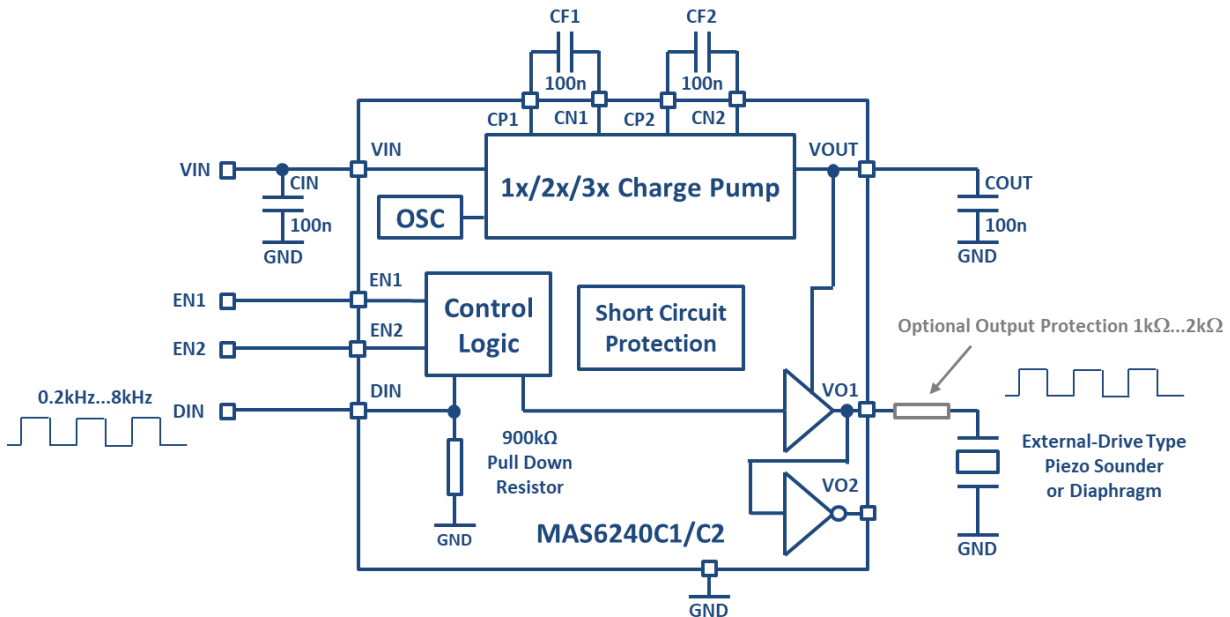 CF1
CF2
100n
100n
CP1
CN1
CP2
CN2
VIN
VIN
VOUT
1x/2x/3x Charge Pump
CIN
COUT
OSC
100n
100n
GND
GND
EN1
EN1
Control
Logic
Short Circuit
Protection
Optional Output Protection 1kΩ...2kΩ
EN2
EN2
0.2kHz...8kHz
DIN
DIN
VO1
900kΩ
Pull Down
Resistor
External-Drive Type
Piezo Sounder
or Diaphragm
VO2
GND
MAS6240C1/C2
GND
GND